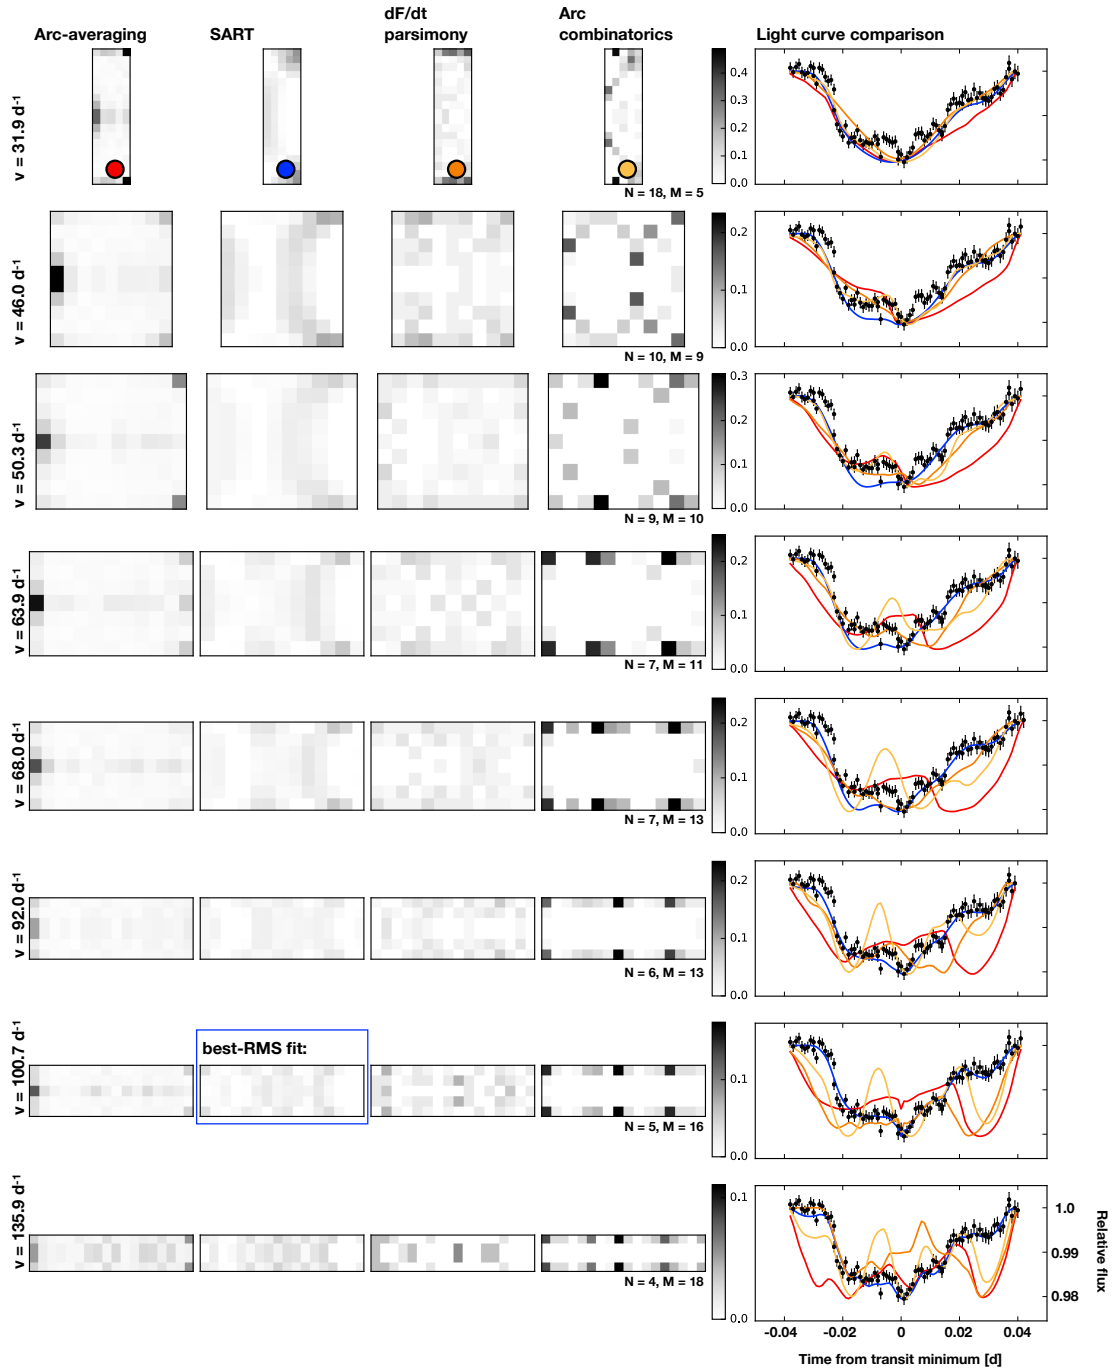 dF/dt
Arc
Arc-averaging
SART
parsimony
combinatorics
Light curve comparison
v = 31.9 d-1
0.4
0.3
0.2
0.1
0.0
N = 18, M = 5
v = 46.0 d-1
0.2
0.1
0.0
N = 10, M = 9
v = 50.3 d-1
0.3
0.2
0.1
0.0
N = 9, M = 10
v = 63.9 d-1
0.2
0.1
0.0
N = 7, M = 11
v = 68.0 d-1
0.2
0.1
0.0
N = 7, M = 13
v = 92.0 d-1
0.2
0.1
0.0
N = 6, M = 13
v = 100.7 d-1
best-RMS fit:
0.1
0.0
N = 5, M = 16
v = 135.9 d-1
0.1
0.0
N = 4, M = 18
1.0
0.99
0.98
Relative flux
-0.04
-0.02
0
0.02
0.04
Time from transit minimum [d]